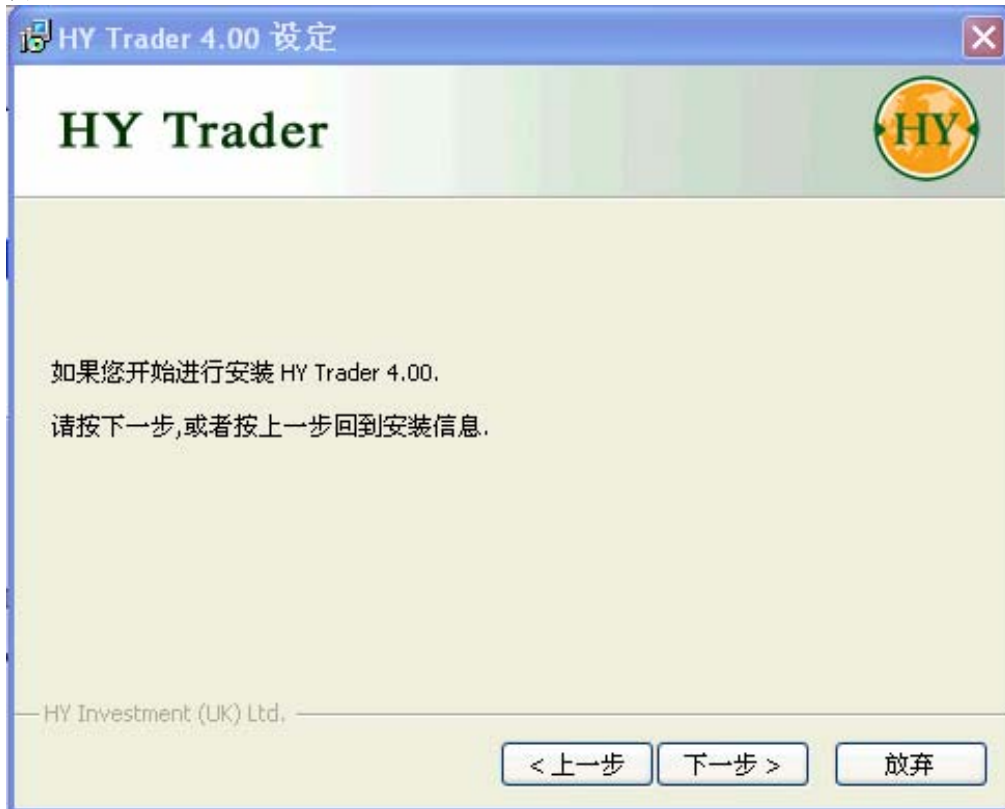 HY Trader 4.00 设定
HY Trader
HY
如果您开始进行安装 HY Trader 4.00.
请按下一步,或者按上一步回到安装信息.
HY Investment (UK) Ltd.
< 上一步 下一步 > 放弃